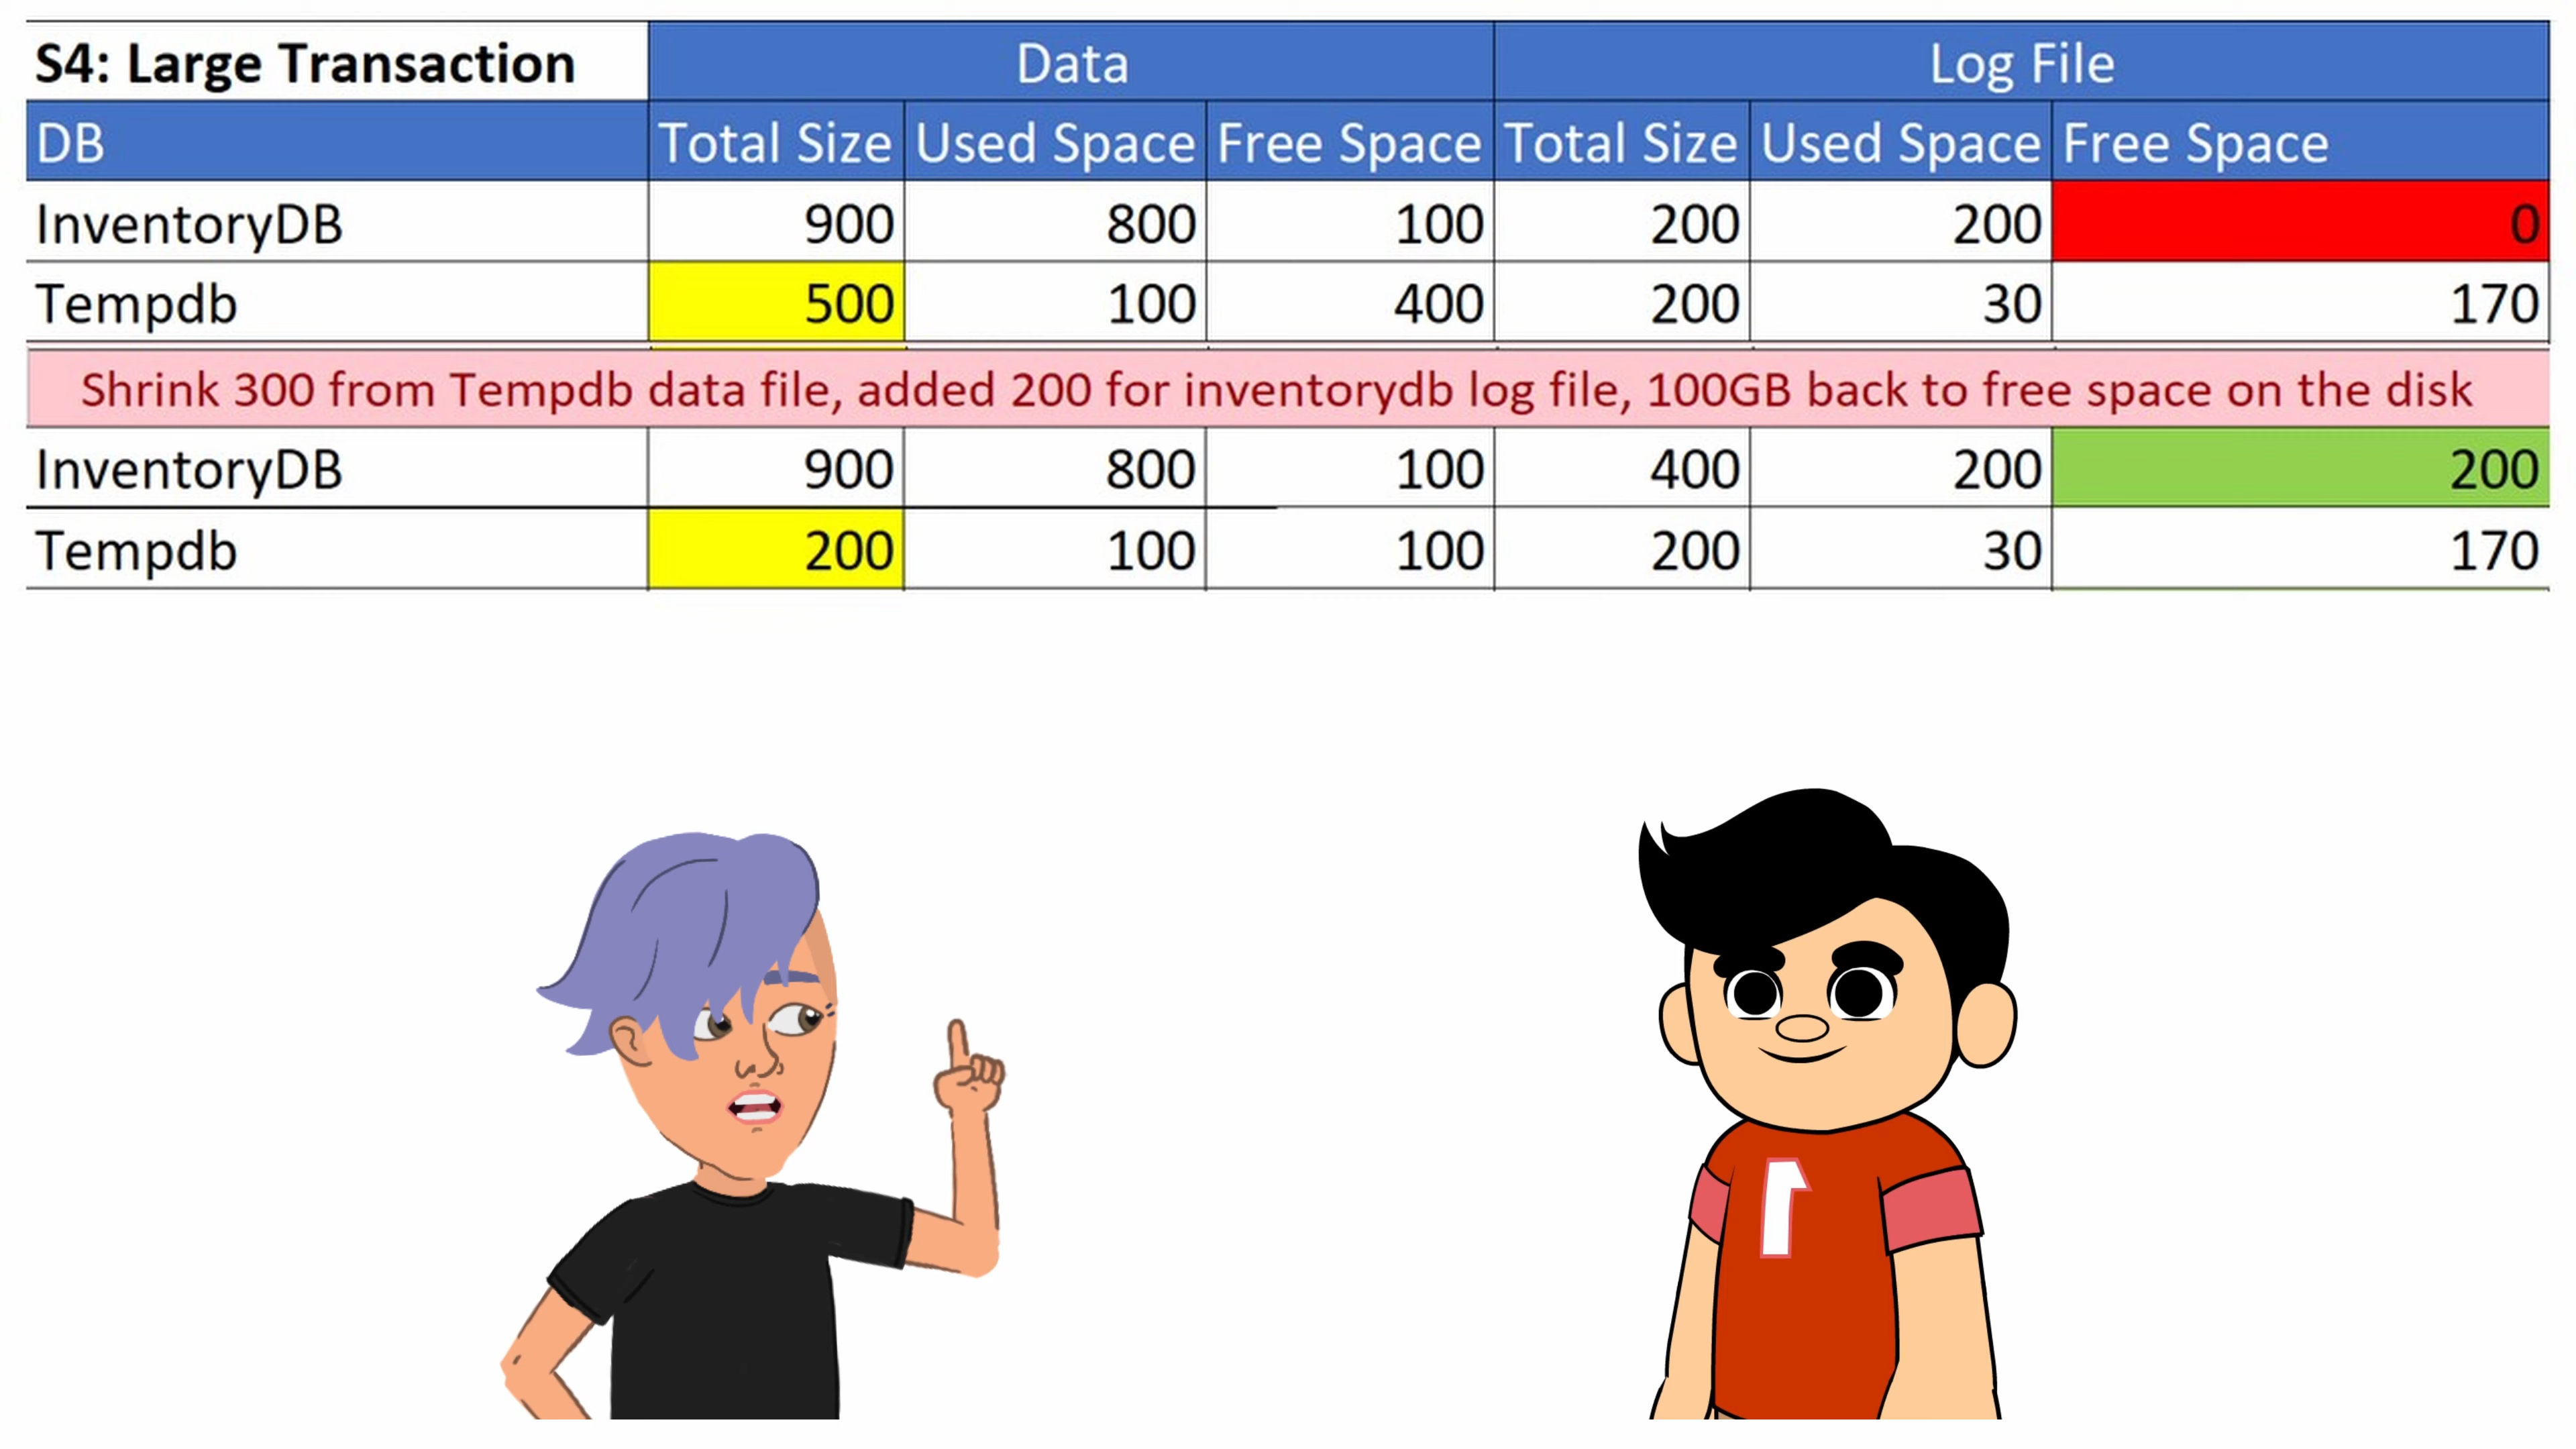 S4: Large Transaction Data Log File
DB Total Size Used Space Free Space Total Size Used Space Free Space
InventoryDB 900 800 100 200 200 0
Tempdb 500 100 400 200 30 170
Shrink 300 from Tempdb data file, added 200 for inventorydb log file, 100GB back to free space on the disk
InventoryDB 900 800 100 400 200 200
Tempdb 200 100 100 200 30 170
1